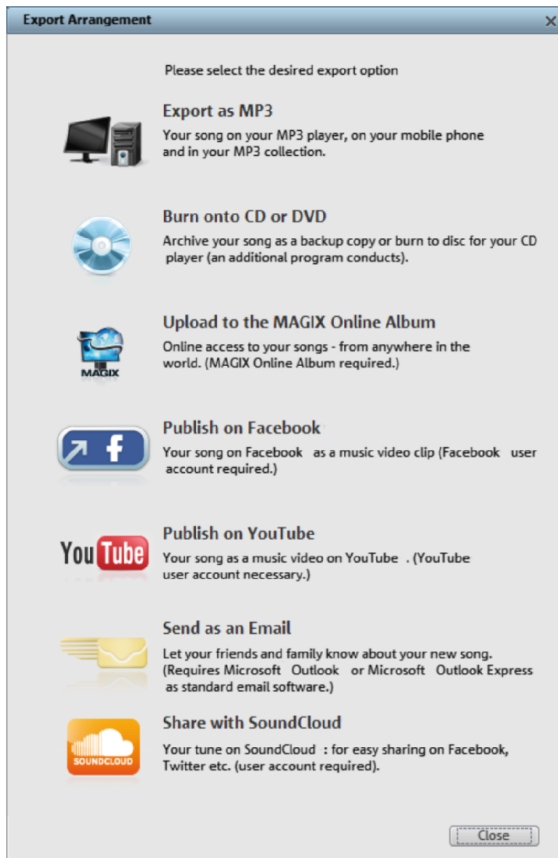 Export Arrangement
Please select the desired export option
Export as MP3
Your song on your MP3 player, on your mobile phone
and in your MP3 collection.
Burn onto CD or DVD
Archive your song as a backup copy or burn to disc for your CD
player (an additional program conducts).
Upload to the MAGIX Online Album
Online access to your songs - from anywhere in the
world. (MAGIX Online Album required.)
MAGIX
Publish on Facebook
Your song on Facebook as a music video clip (Facebook user
account required.)
f
Publish on YouTube
Your song as a music video on YouTube . (YouTube
user account necessary.)
You Tube
Send as an Email
Let your friends and family know about your new song.
(Requires Microsoft Outlook or Microsoft Outlook Express
as standard email software.)
Share with SoundCloud
Your tune on SoundCloud : for easy sharing on Facebook,
Twitter etc. (user account required).
SOUNDCLOUD
Close